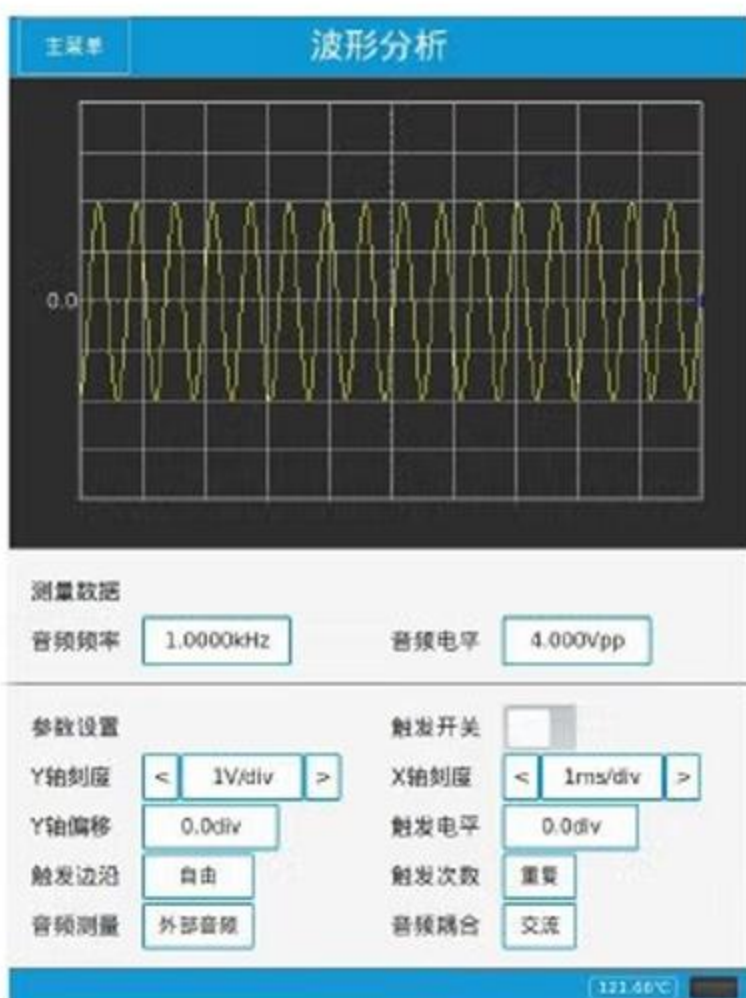 主菜单 波形分析
0.0
测量数据
音频频率 1.0000kHz 音频电平 4.000Vpp
参数设置 触发开关
Y轴刻度 < 1V/div > X轴刻度 < 1ms/div >
Y轴偏移 0.0div 触发电平 0.0div
触发边沿 自由 触发次数 重复
音频测量 外部音频 音频耦合 交流
121.66℃